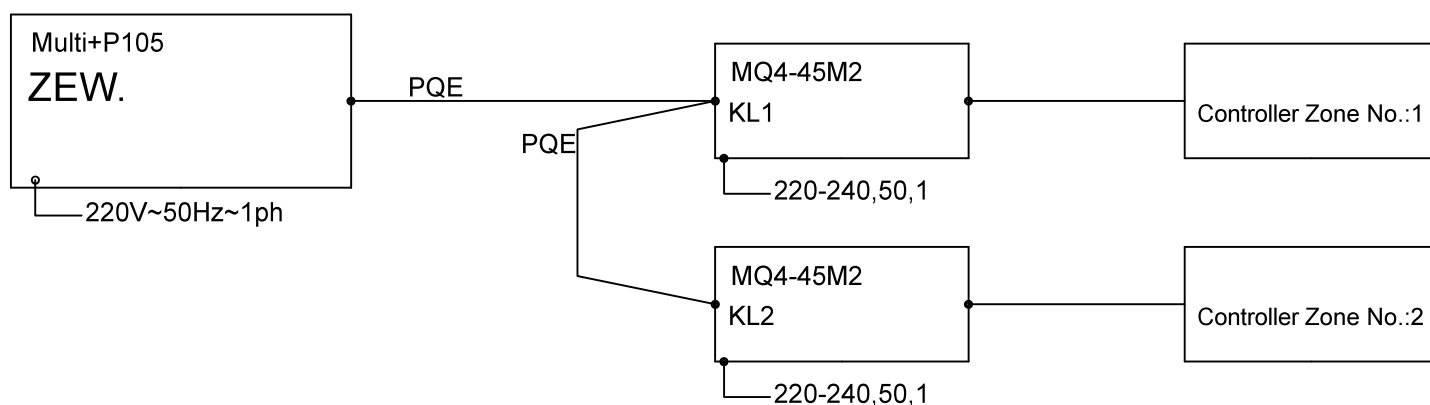 Multi+P105
ZEW.
220V~50Hz~1ph
PQE
PQE
MQ4-45M2
KL1
220-240,50,1
Controller Zone No.:1
MQ4-45M2
KL2
220-240,50,1
Controller Zone No.:2